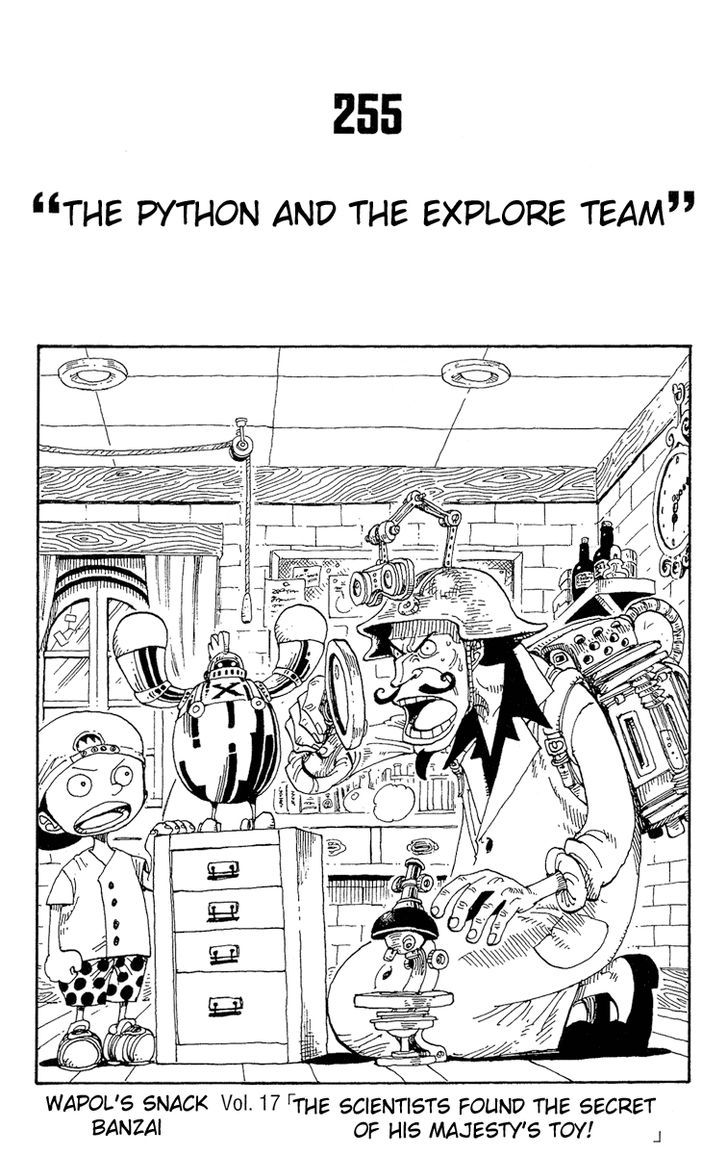 255
“THE PYTHON AND THE EXPLORE TEAM”
WAPOL'S SNACK Vol. 17「THE SCIENTISTS FOUND THE SECRET
BANZAI OF HIS MAJESTY'S TOY! 」